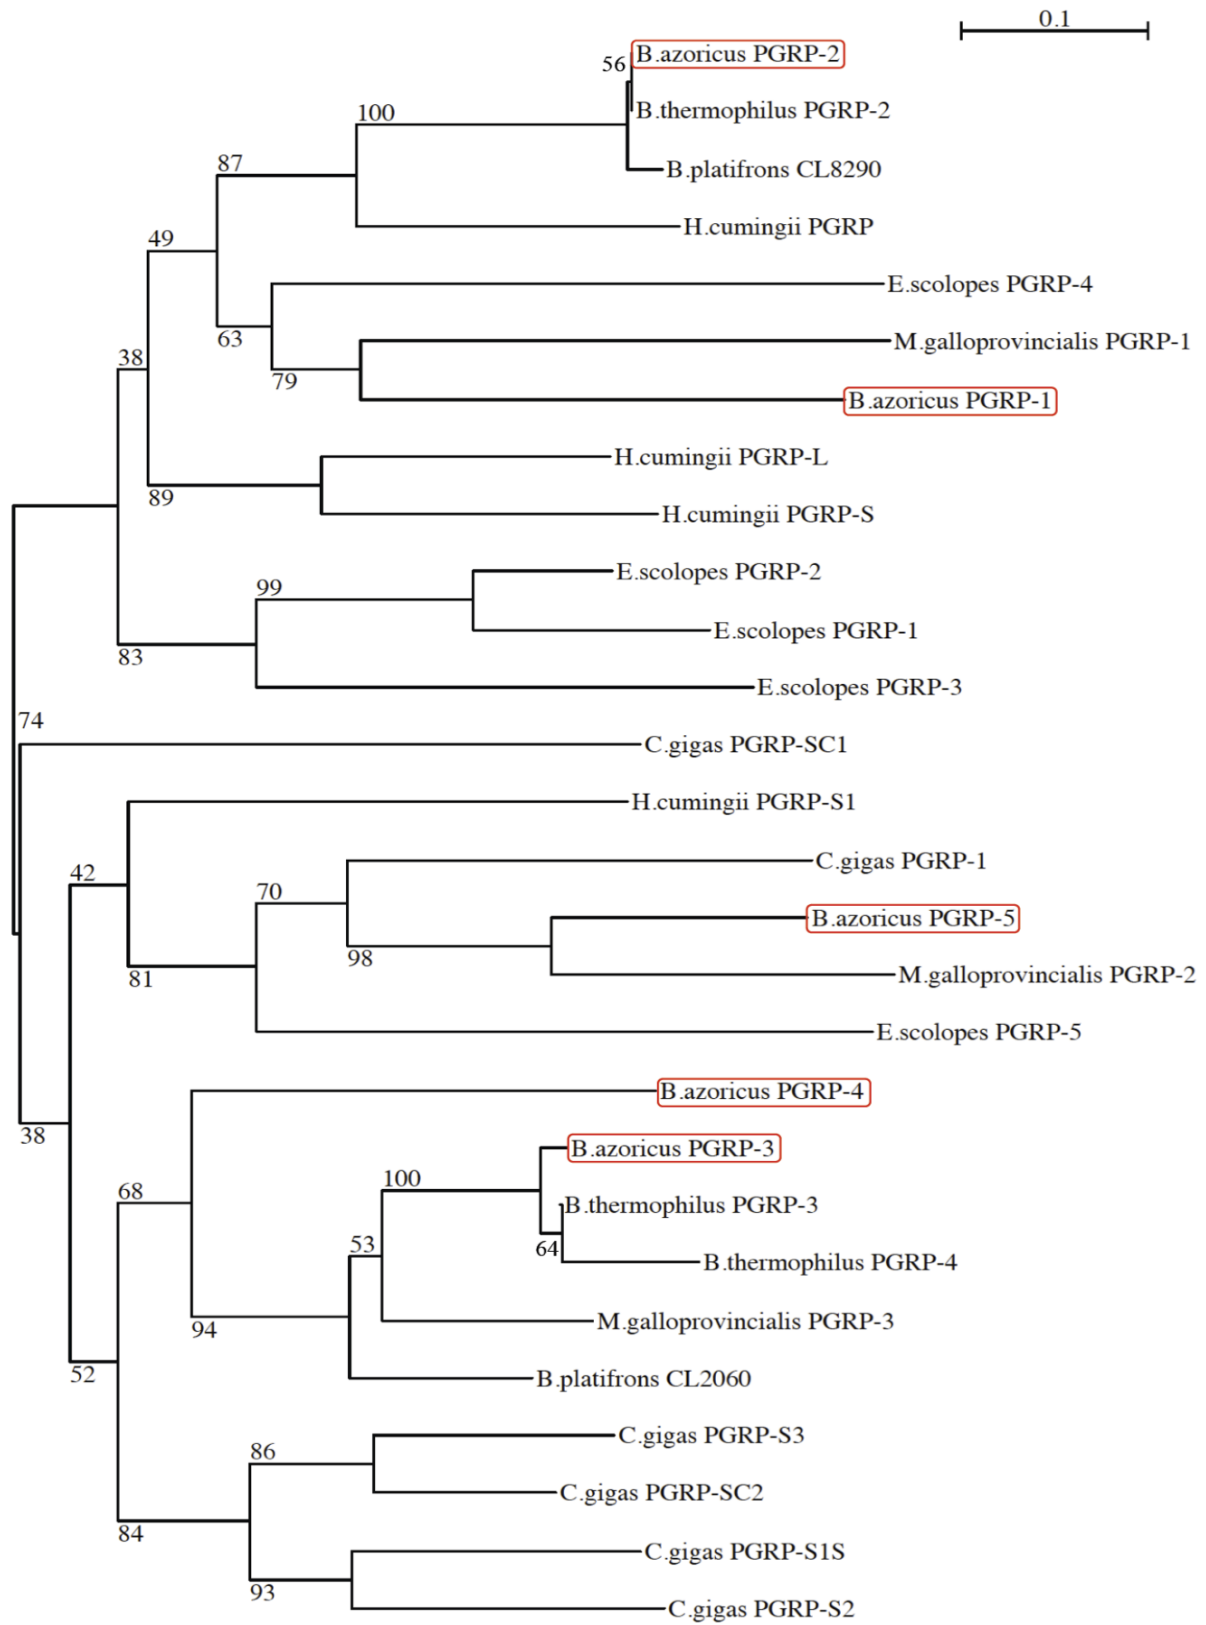 0.1
B.azoricus PGRP-2
56
B.thermophilus PGRP-2
100
B.platifrons CL8290
87
H.cumingii PGRP
49
E.scolopes PGRP-4
63
M.galloprovincialis PGRP-1
38
79
B.azoricus PGRP-1
H.cumingii PGRP-L
89
H.cumingii PGRP-S
E.scolopes PGRP-2
99
E.scolopes PGRP-1
83
E.scolopes PGRP-3
74
C.gigas PGRP-SC1
H.cumingii PGRP-S1
C.gigas PGRP-1
42
70
B.azoricus PGRP-5
98
M.galloprovincialis PGRP-2
81
E.scolopes PGRP-5
B.azoricus PGRP-4
38
B.azoricus PGRP-3
100
68
B.thermophilus PGRP-3
53
64
B.thermophilus PGRP-4
M.galloprovincialis PGRP-3
94
52
B.platifrons CL2060
C.gigas PGRP-S3
86
C.gigas PGRP-SC2
84
C.gigas PGRP-S1S
93
C.gigas PGRP-S2